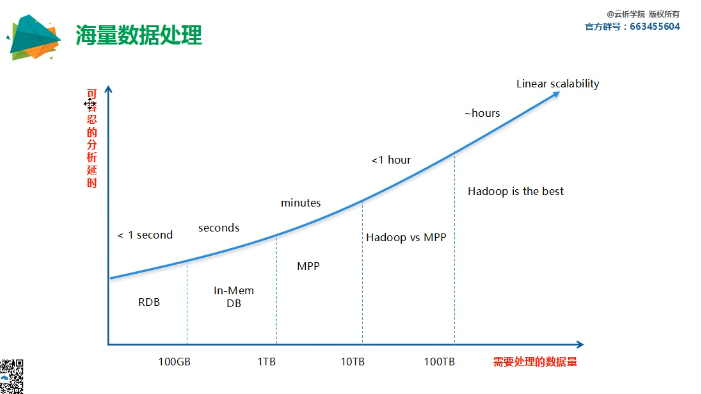 @云析学院 版权所有
官方群号：663455604
海量数据处理
可容忍的分析延时
Linear scalability
~hours
<1 hour
minutes
seconds
< 1 second
Hadoop is the best
Hadoop vs MPP
MPP
In-Mem
DB
RDB
100GB
1TB
10TB
100TB
需要处理的数据量